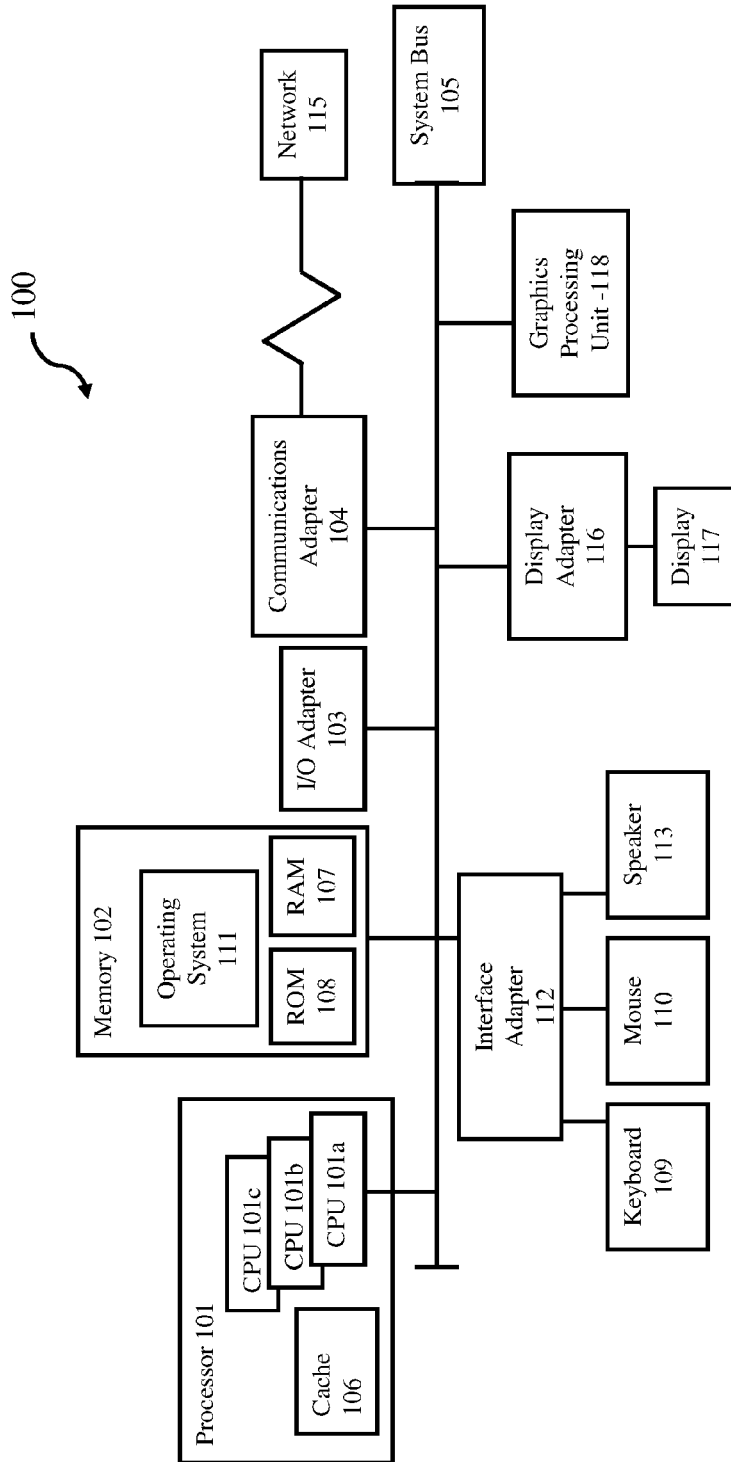 100
Processor 101
Cache
106
CPU 101c
CPU 101b
CPU 101a
Memory 102
Operating
System
111
ROM
108
RAM
107
I/O Adapter
103
Communications
Adapter
104
Network
115
System Bus
105
Interface
Adapter
112
Keyboard
109
Mouse
110
Speaker
113
Display
Adapter
116
Display
117
Graphics
Processing
Unit -118